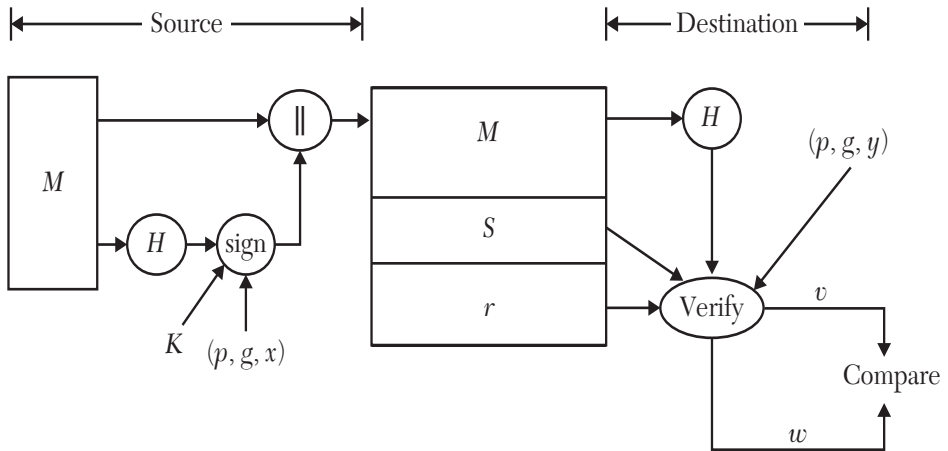 Source
Destination
M
||
M
H
(p, g, y)
H
sign
S
r
Verify
v
K
(p, g, x)
Compare
w